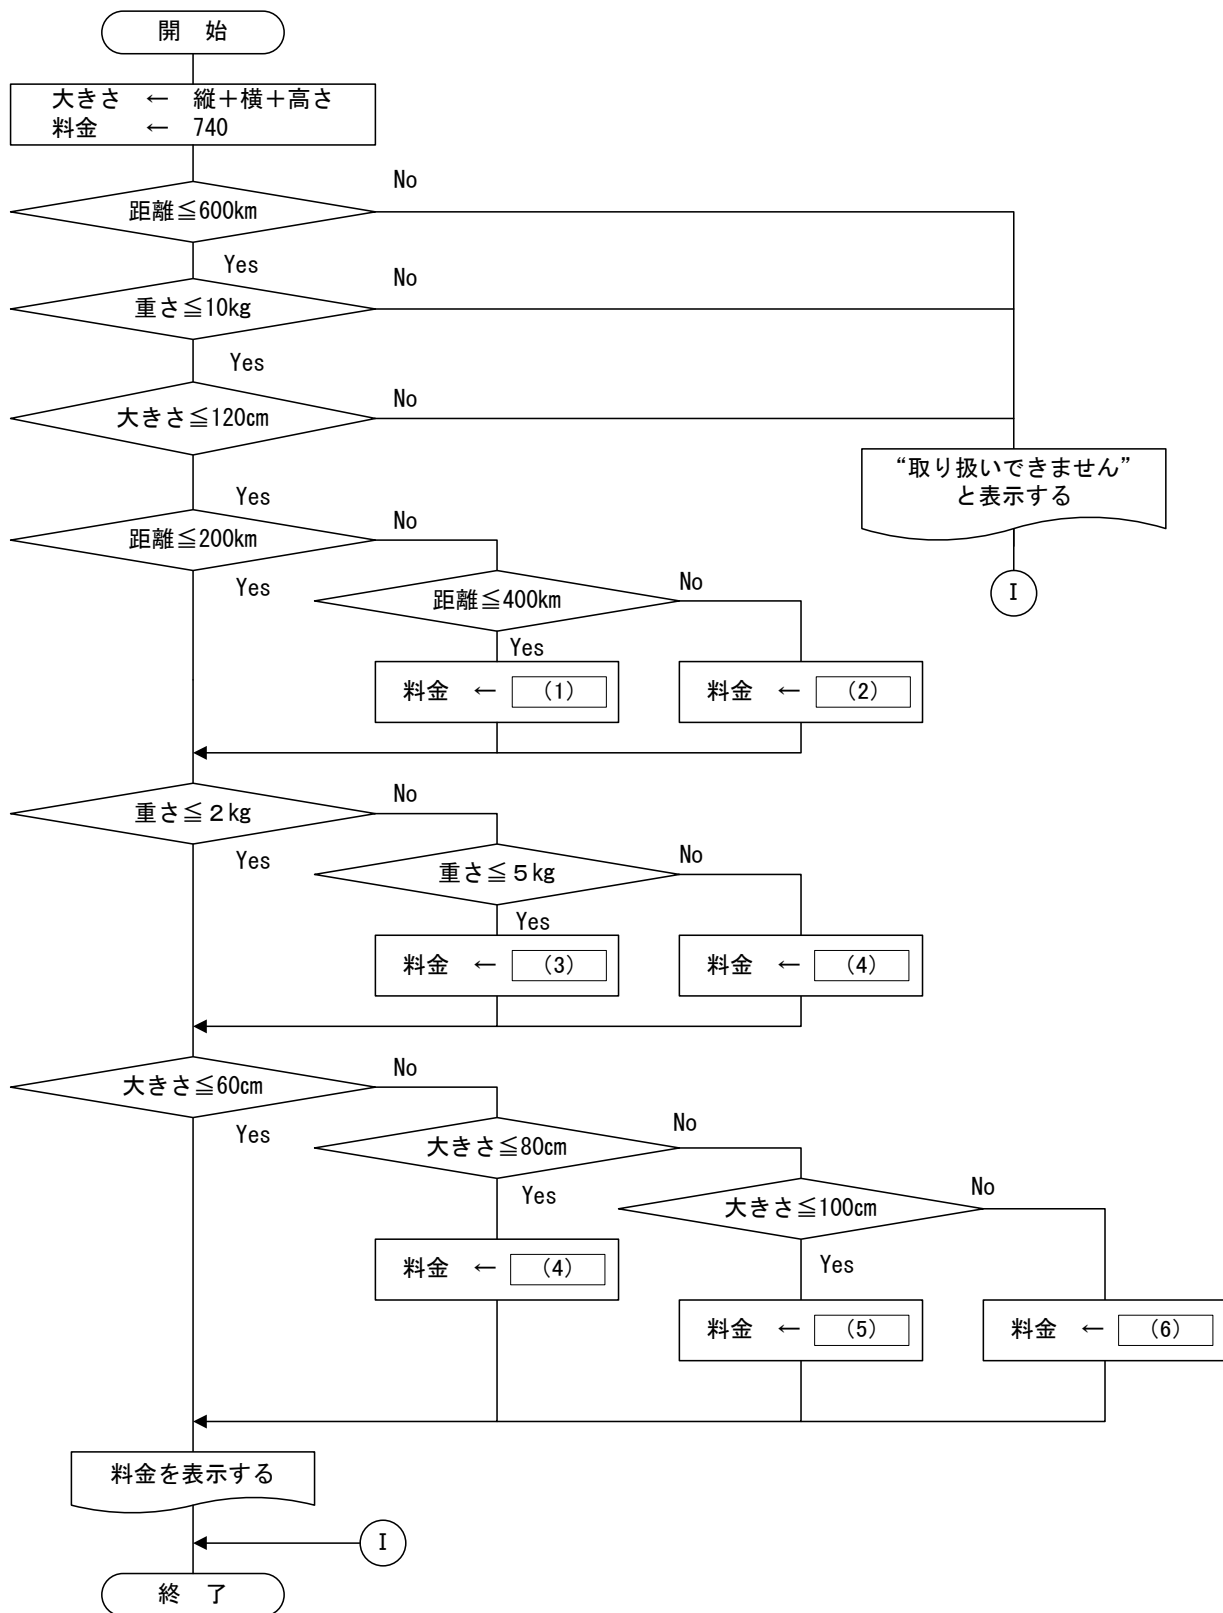 開　始
大きさ　←　縦＋横＋高さ
料金　　←　740
No
距離≦600km
Yes
No
重さ≦10kg
Yes
No
大きさ≦120cm
“取り扱いできません”
と表示する
Yes
No
距離≦200km
Yes
No
距離≦400km
I
Yes
料金　←　（1）
料金　←　（2）
No
重さ≦２kg
Yes
No
重さ≦５kg
Yes
料金　←　（3）
料金　←　（4）
No
大きさ≦60cm
Yes
No
大きさ≦80cm
Yes
No
大きさ≦100cm
料金　←　（4）
Yes
料金　←　（5）
料金　←　（6）
料金を表示する
I
終　了